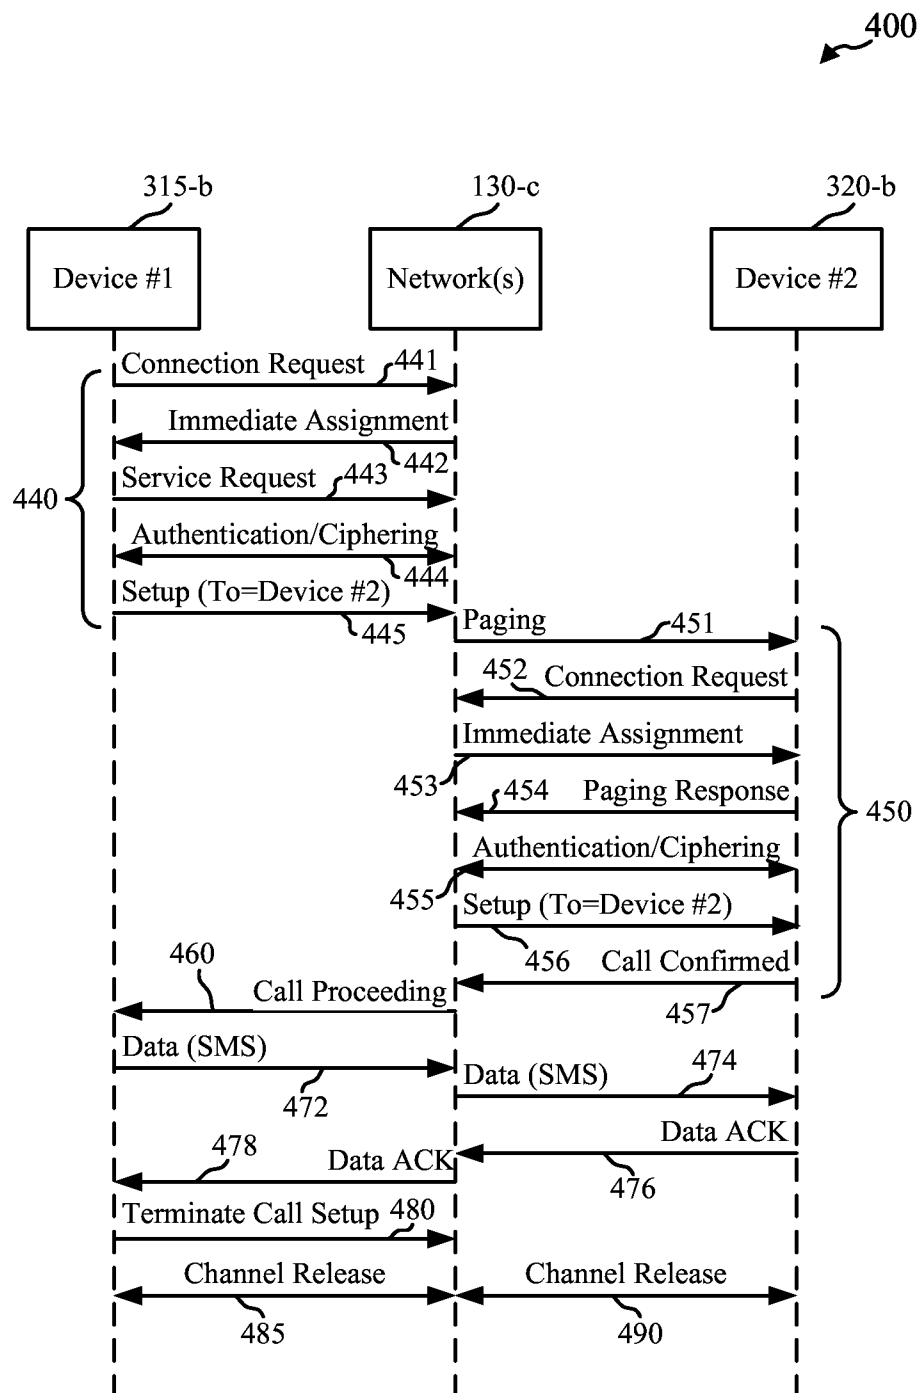 400
315-b
130-c
320-b
Device #1
Network(s)
Device #2
Connection Request
441
Immediate Assignment
442
Service Request
443
440
Authentication/Ciphering
444
Setup (To=Device #2)
445
Paging
451
452
Connection Request
Immediate Assignment
453
454
Paging Response
450
Authentication/Ciphering
455
Setup (To=Device #2)
456
460
Call Confirmed
457
Call Proceeding
Data (SMS)
472
Data (SMS)
474
Data ACK
476
478
Data ACK
Terminate Call Setup
480
Channel Release
485
Channel Release
490